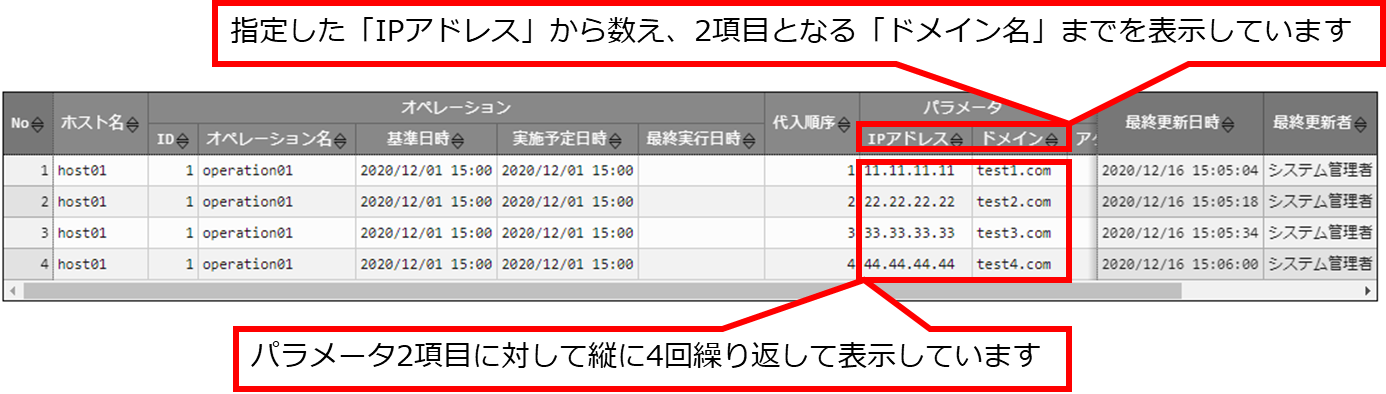 指定した「IPアドレス」から数え、2項目となる「ドメイン名」までを表示しています
No ホスト名 オペレーション 代入順序 パラメータ 最終更新日時 最終更新者
ID オペレーション名 基準日時 実施予定日時 最終実行日時 IPアドレス ドメイン
1 host01 1 operation01 2020/12/01 15:00 2020/12/01 15:00 1 11.11.11.11 test1.com 2020/12/16 15:05:04 システム管理者
2 host01 1 operation01 2020/12/01 15:00 2020/12/01 15:00 2 22.22.22.22 test2.com 2020/12/16 15:05:18 システム管理者
3 host01 1 operation01 2020/12/01 15:00 2020/12/01 15:00 3 33.33.33.33 test3.com 2020/12/16 15:05:34 システム管理者
4 host01 1 operation01 2020/12/01 15:00 2020/12/01 15:00 4 44.44.44.44 test4.com 2020/12/16 15:06:00 システム管理者
パラメータ2項目に対して縦に4回繰り返して表示しています